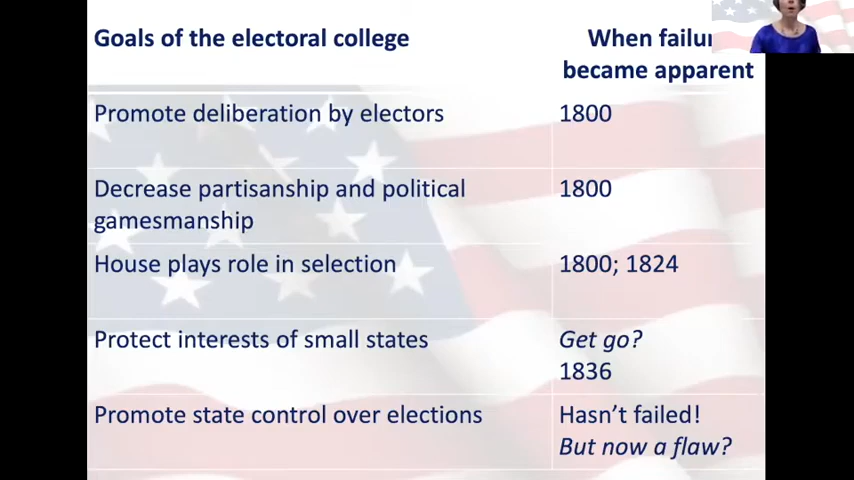 Goals of the electoral college
When failu
became apparent
Promote deliberation by electors
1800
Decrease partisanship and political
gamesmanship
1800
House plays role in selection
1800; 1824
Protect interests of small states
Get go?
1836
Promote state control over elections
Hasn't failed!
But now a flaw?